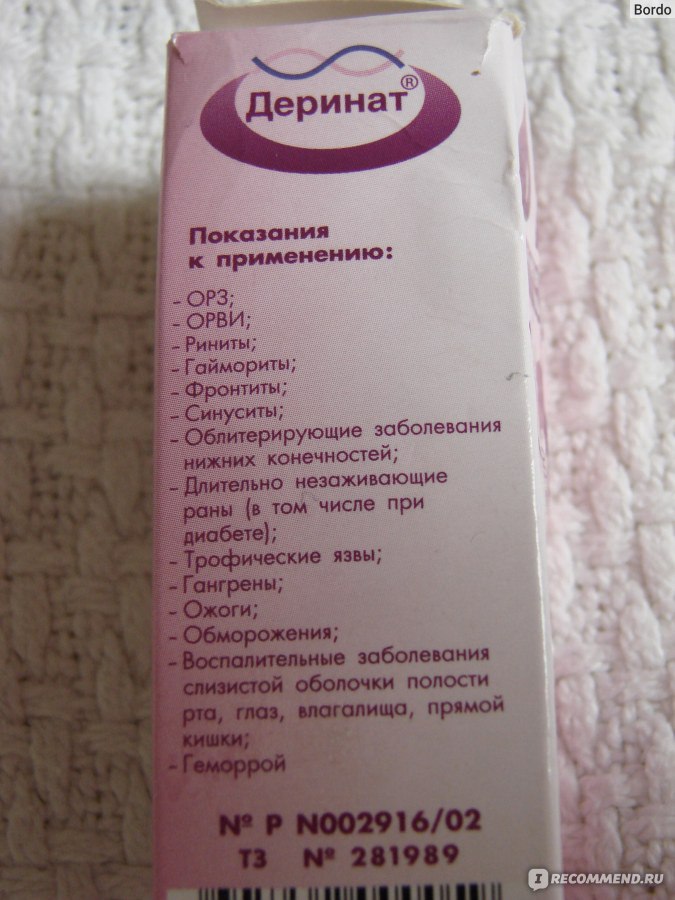 Bordo
Деринат®
Показания
к применению:
- ОРЗ;
- ОРВИ;
- Риниты;
- Гаймориты;
- Фронтиты;
- Синуситы;
- Облитерирующие заболевания
нижних конечностей;
- Длительно незаживающие
раны (в том числе при
диабете);
- Трофические язвы;
- Гангрены;
- Ожоги;
- Обморожения;
- Воспалительные заболевания
слизистой оболочки полости
рта, глаз, влагалища, прямой
кишки;
- Геморрой
№ Р N002916/02
ТЗ № 281989
IRECOMMEND.RU